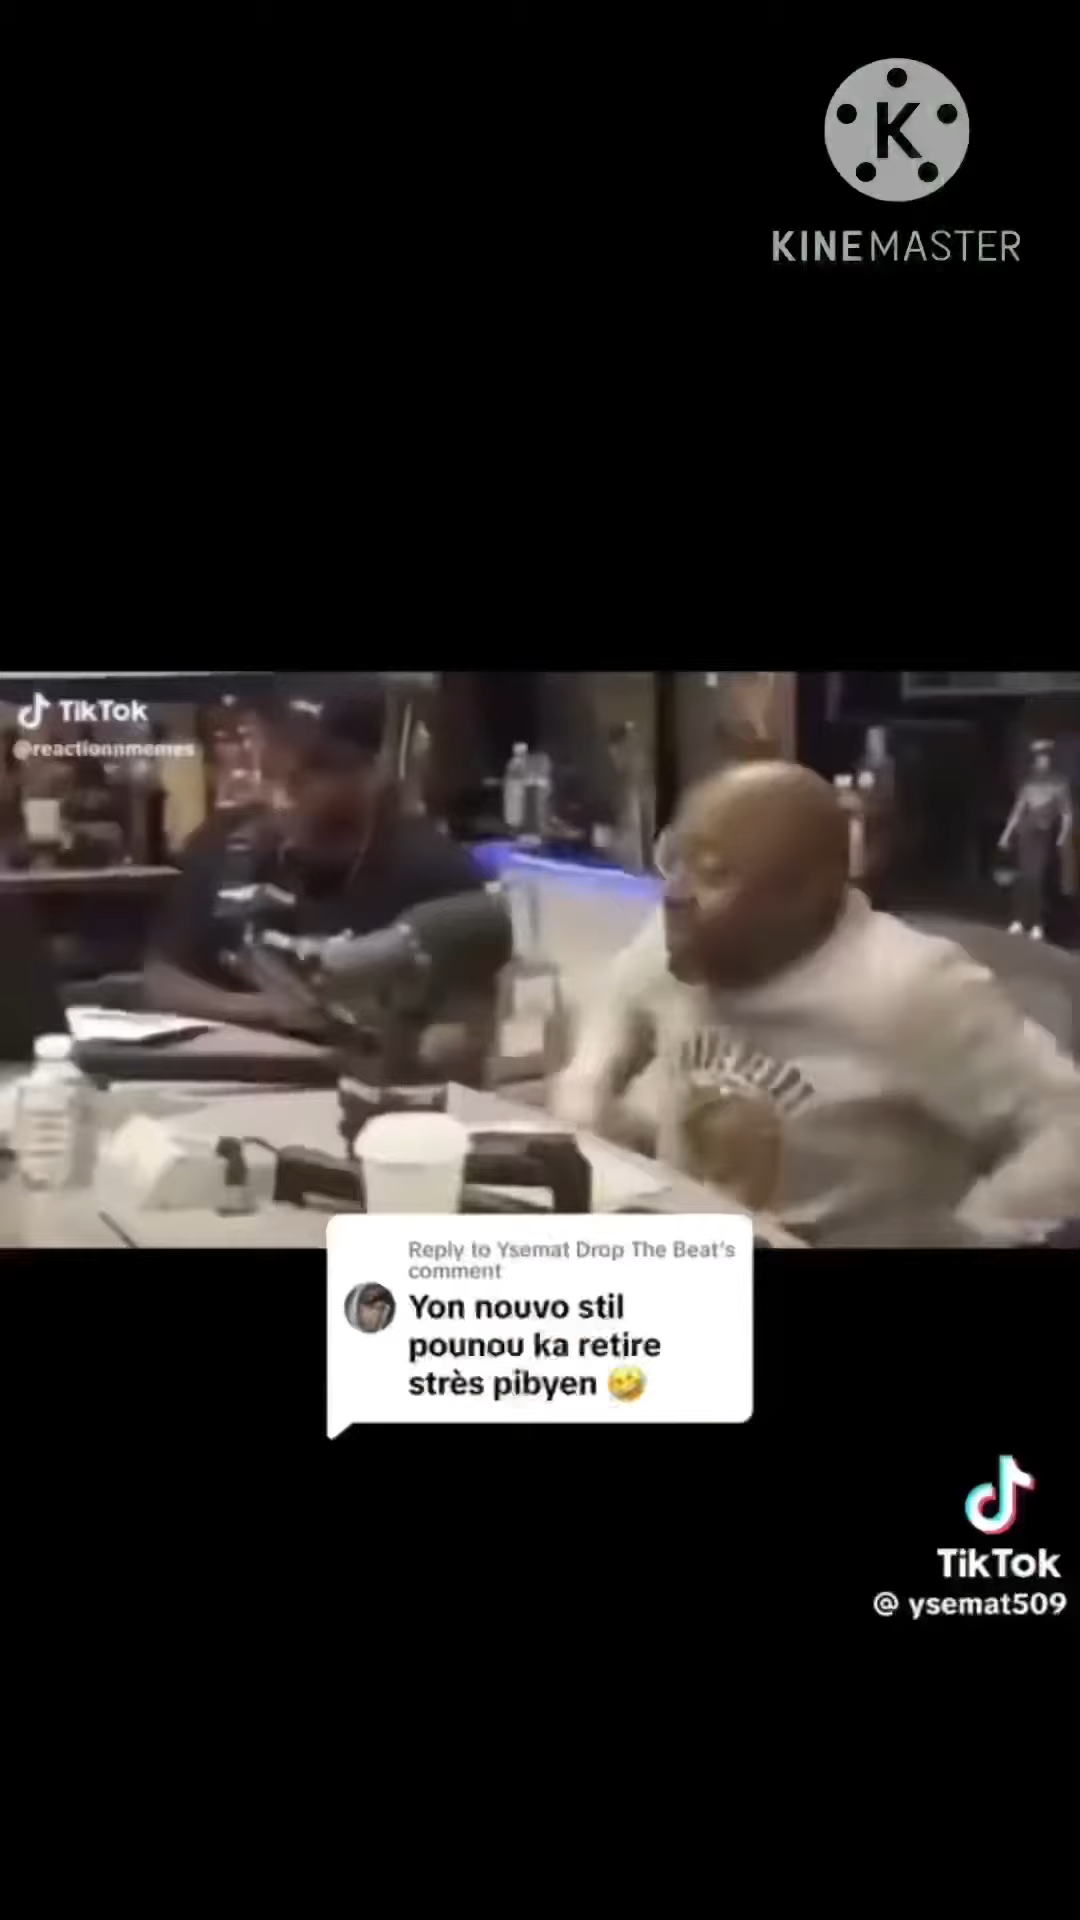 K
KINEMASTER
TikTok
@reactionnmemes
Reply to Ysemat Drop The Beat's
comment
Yon nouvo stil
pounou ka retire
strès pibyen 🤣
TikTok
@ ysemat509